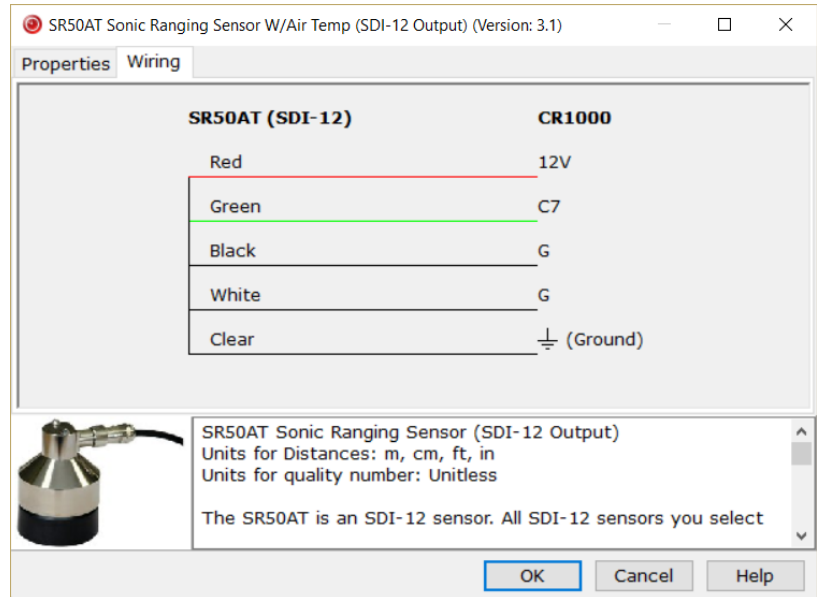 SR50AT Sonic Ranging Sensor W/Air Temp (SDI-12 Output) (Version: 3.1)
Properties Wiring
SR50AT (SDI-12) CR1000
Red 12V
Green C7
Black G
White G
Clear (Ground)
SR50AT Sonic Ranging Sensor (SDI-12 Output)
Units for Distances: m, cm, ft, in
Units for quality number: Unitless
The SR50AT is an SDI-12 sensor. All SDI-12 sensors you select
OK Cancel Help